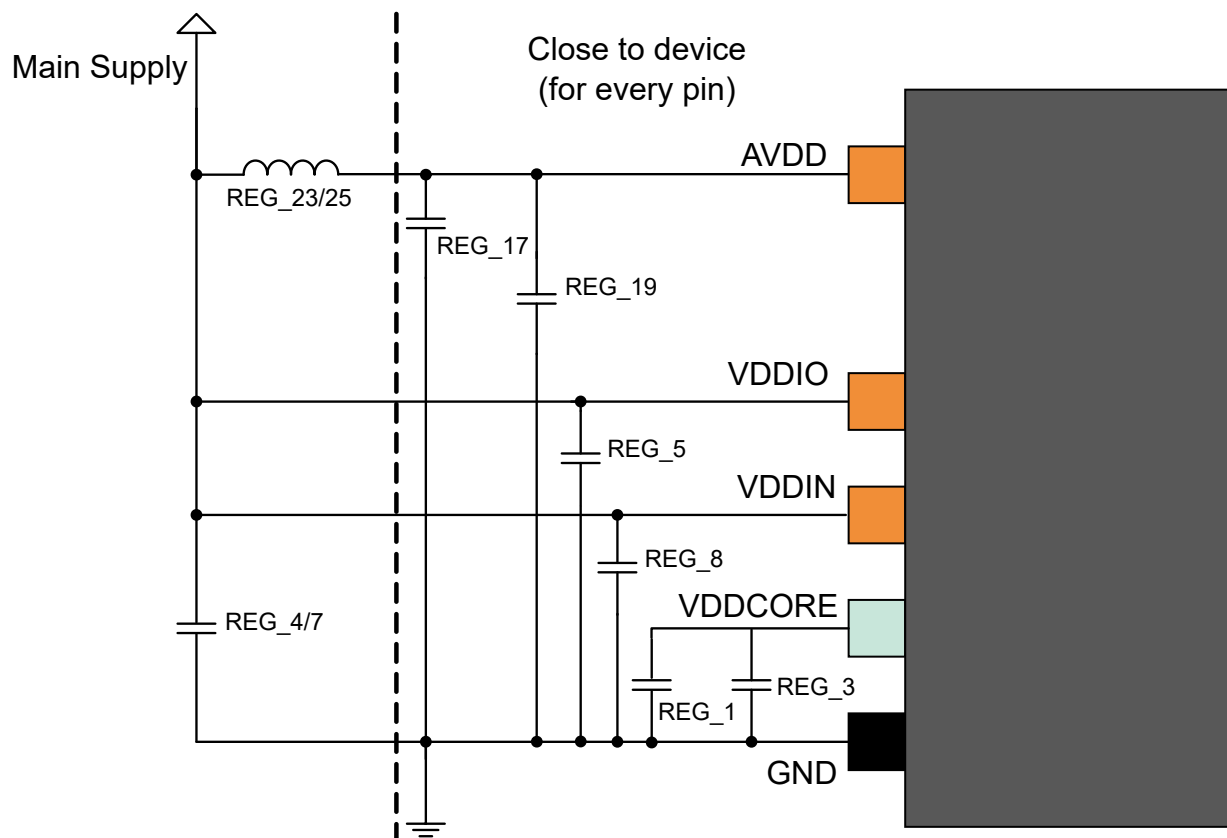 Main Supply
Close to device
(for every pin)
AVDD
REG_23/25
REG_17
REG_19
VDDIO
REG_5
VDDIN
REG_8
VDDCORE
REG_4/7
REG_3
REG_1
GND